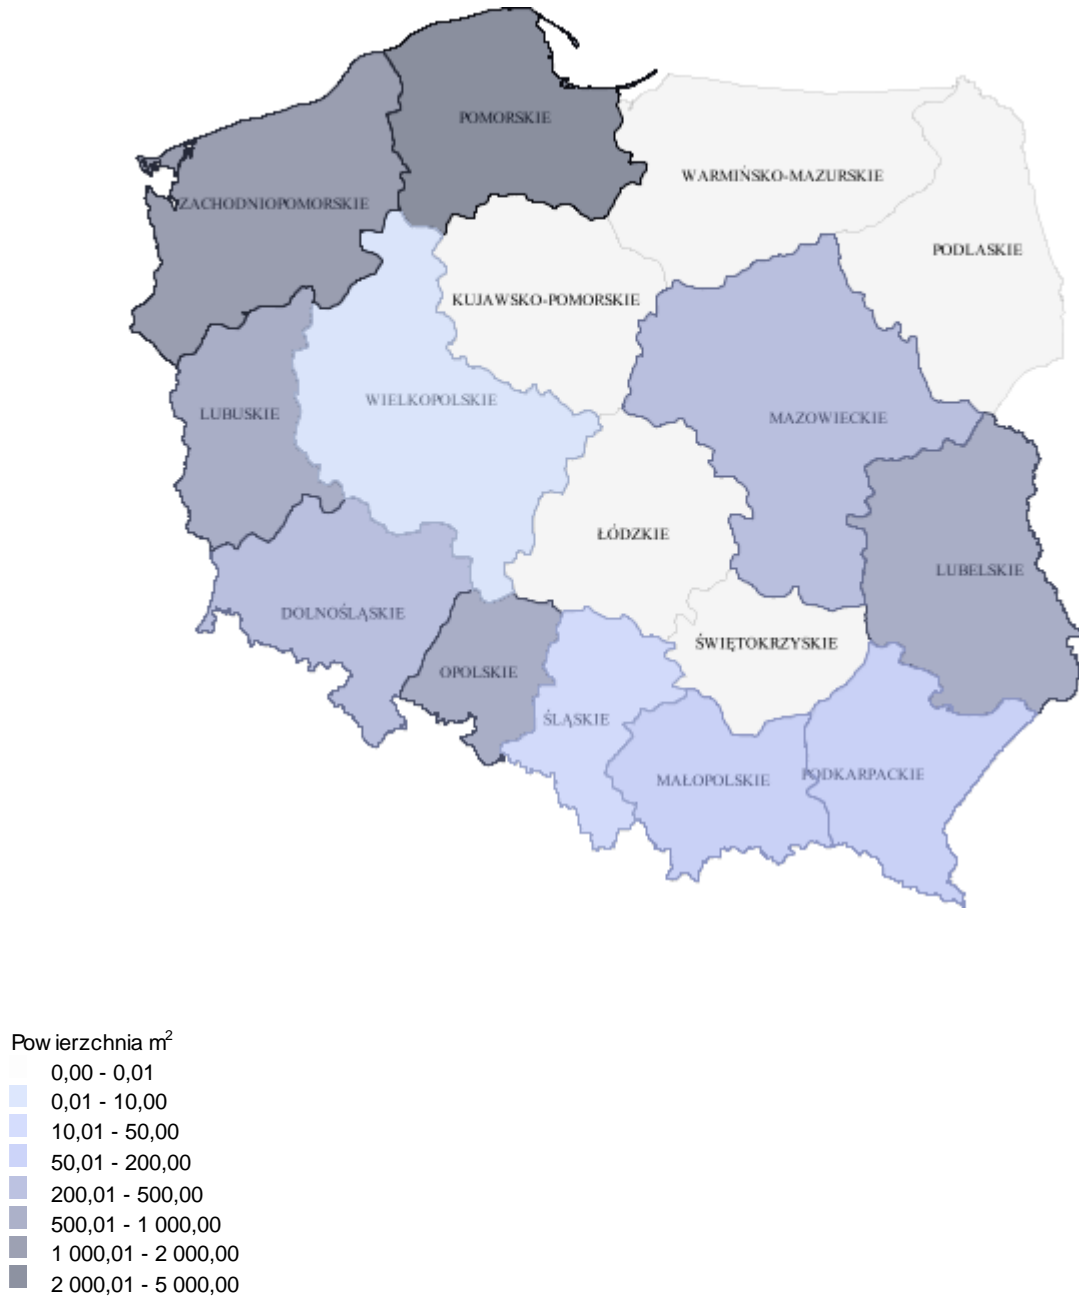 POMORSKIE
WARMIŃSKO-MAZURSKIE
ZACHODNIOPOMORSKIE
PODLASKIE
KUJAWSKO-POMORSKIE
WIELKOPOLSKIE
LUBUSKIE
MAZOWIECKIE
ŁÓDZKIE
LUBELSKIE
DOLNOŚLĄSKIE
ŚWIĘTOKRZYSKIE
OPOLSKIE
ŚLĄSKIE
PODKARPACKIE
MAŁOPOLSKIE
Powierzchnia m²
0,00 - 0,01
0,01 - 10,00
10,01 - 50,00
50,01 - 200,00
200,01 - 500,00
500,01 - 1 000,00
1 000,01 - 2 000,00
2 000,01 - 5 000,00